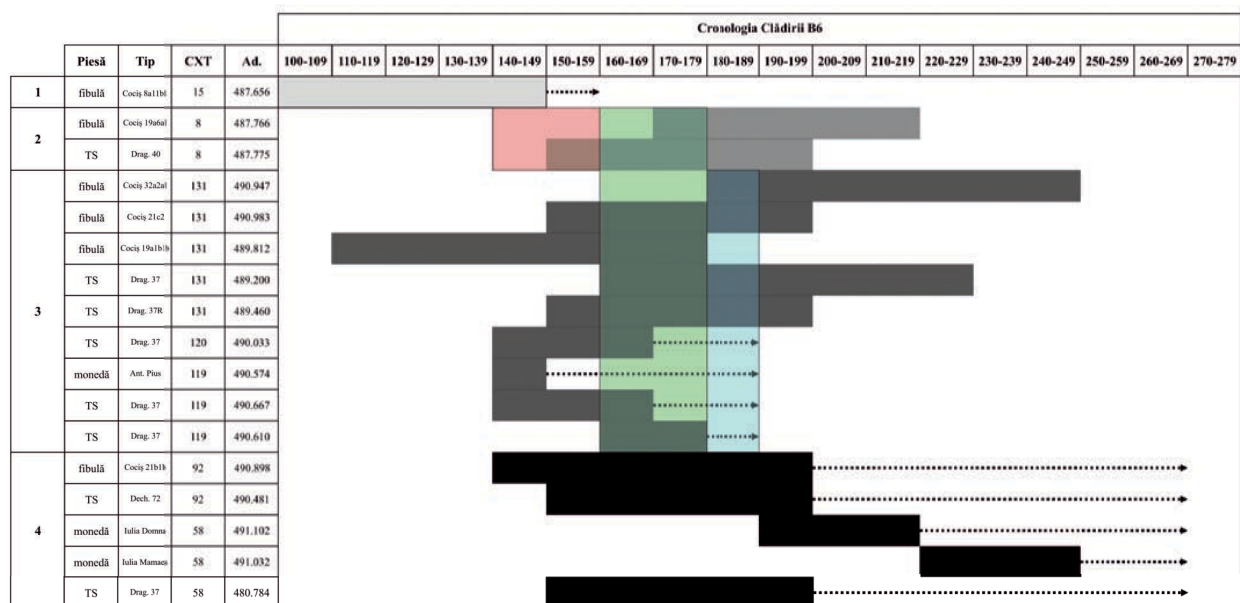 Cronologia Clădirii B6
Piesă Tip CXT Ad. 100-109 110-119 120-129 130-139 140-149 150-159 160-169 170-179 180-189 190-199 200-209 210-219 220-229 230-239 240-249 250-259 260-269 270-279
1 fibulă Cociș 8a11b1 15 487.656
2 fibulă Cociș 19a6a1 8 487.766
TS Drag. 40 8 487.775
3 fibulă Cociș 32a2a1 131 490.947
fibulă Cociș 21c2 131 490.983
fibulă Cociș 19a1b1b 131 489.812
TS Drag. 37 131 489.200
TS Drag. 37R 131 489.460
TS Drag. 37 120 490.033
monedă Ant. Pius 119 490.574
TS Drag. 37 119 490.667
TS Drag. 37 119 490.610
4 fibulă Cociș 21b1b 92 490.898
TS Dech. 72 92 490.481
monedă Iulia Domna 58 491.102
monedă Iulia Mamaea 58 491.032
TS Drag. 37 58 480.784